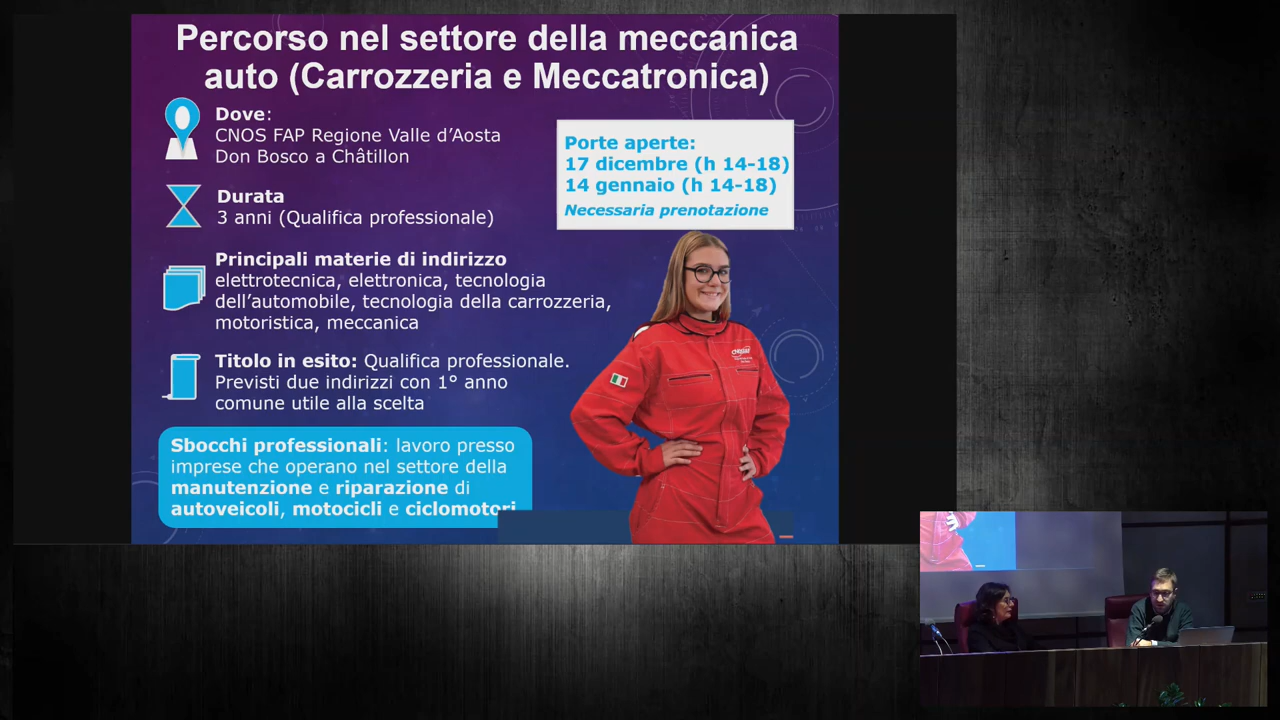 Percorso nel settore della meccanica
auto (Carrozzeria e Meccatronica)
Dove:
CNOS FAP Regione Valle d'Aosta
Don Bosco a Châtillon
Porte aperte:
17 dicembre (h 14-18)
14 gennaio (h 14-18)
Necessaria prenotazione
Durata
3 anni (Qualifica professionale)
Principali materie di indirizzo
elettrotecnica, elettronica, tecnologia
dell'automobile, tecnologia della carrozzeria,
motoristica, meccanica
Titolo in esito: Qualifica professionale.
Previsti due indirizzi con 1° anno
comune utile alla scelta
Sbocchi professionali: lavoro presso
imprese che operano nel settore della
manutenzione e riparazione di
autoveicoli, motocicli e ciclomotori